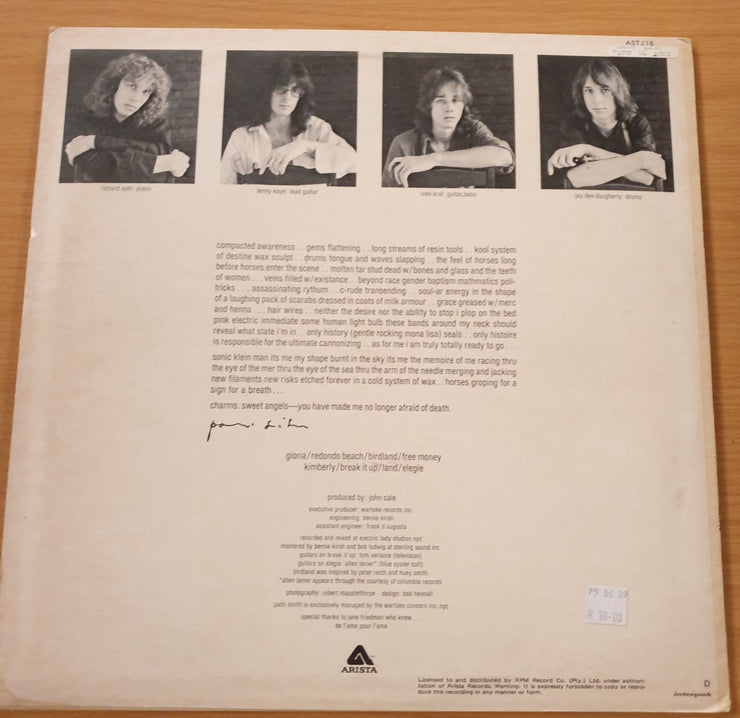 ASTJ16
richard sohl: piano
lenny kaye: lead guitar
ivan kral: guitar/bass
jay dee daugherty: drums
compacted awareness . . gems flattening . . long streams of resin tools . . kool system
of destine wax sculpt . . drums tongue and waves slapping . . the feel of horses long
before horses enter the scene . . molten tar stud dead w/bones and glass and the teeth
of women . . . veins filled w/existance . . beyond race gender baptism mathmatics poli-
tricks . . . assassinating rythum . . c-rude transending . . soul-ar energy in the shape
of a laughing pack of scarabs dressed in coats of milk armour . . grace greased w/merc
and henna . . . hair wires . . neither the desire nor the ability to stop i plop on the bed
pink electric immediate some human light bulb these bands around my neck should
reveal what state i'm in . . only history (gentle rocking mona lisa) seals . . only histoire
is responsible for the ultimate cannonizing . . as for me i am truly totally ready to go . . .
sonic klein man its me my shape burnt in the sky its me the memoire of me racing thru
the eye of the mer thru the eye of the sea thru the arm of the needle merging and jacking
new filaments new risks etched forever in a cold system of wax . . horses groping for a
sign for a breath . . .
charms. sweet angels—you have made me no longer afraid of death.
patti smith
gloria/redondo beach/birdland/free money
kimberly/break it up/land/elegie
produced by: john cale
executive producer: wartoke records inc.
engineering: bernie kirsh
assistant engineer: frank d'augusta
recorded and mixed at electric lady studios nyc
mastered by bernie kirsh and bob ludwig at sterling sound inc.
guitars on break it up: tom verlaine (television)
guitars on elegie: allen lanier* (blue oyster cult)
birdland was inspired by peter reich and huey smith
*allen lanier appears through the courtesy of columbia records
photography: robert mapplethorpe design: bob heimall
patti smith is exclusively managed by the wartoke concern inc. nyc
special thanks to jane friedman who knew . . .
de l'ame pour l'ame
29 05 07
R 30-00
ARISTA
Licensed to and distributed by RPM Record Co. (Pty.) Ltd. under authori-
zation of Arista Records. Warning: It is expressly forbidden to copy or repro-
duce this recording in any manner or form.
D
interpak